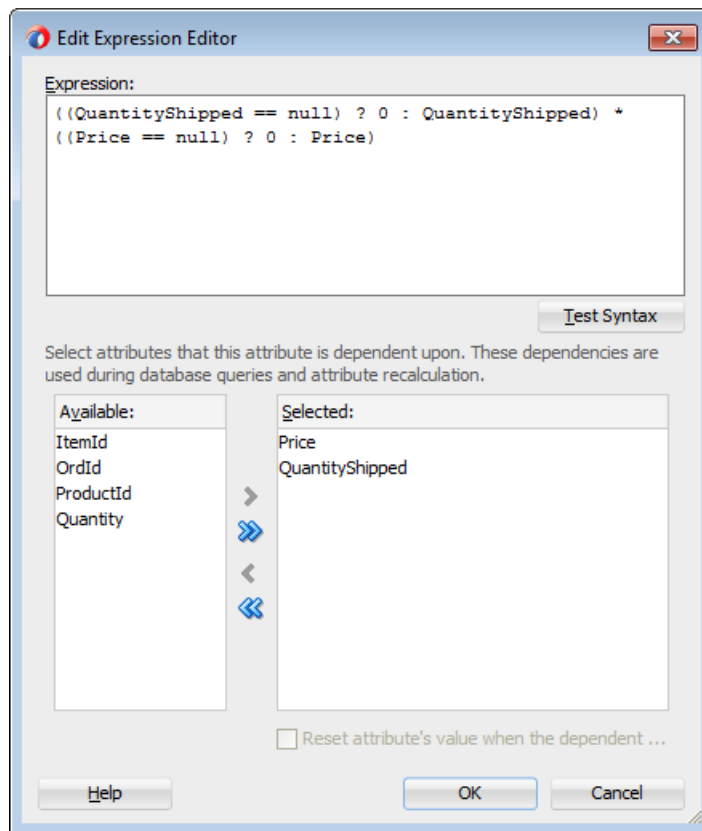 Edit Expression Editor
Expression:
((QuantityShipped == null) ? 0 : QuantityShipped) *
((Price == null) ? 0 : Price)
Test Syntax
Select attributes that this attribute is dependent upon. These dependencies are
used during database queries and attribute recalculation.
Available:
ItemId
OrdId
ProductId
Quantity
Selected:
Price
QuantityShipped
Reset attribute's value when the dependent ...
Help
OK
Cancel